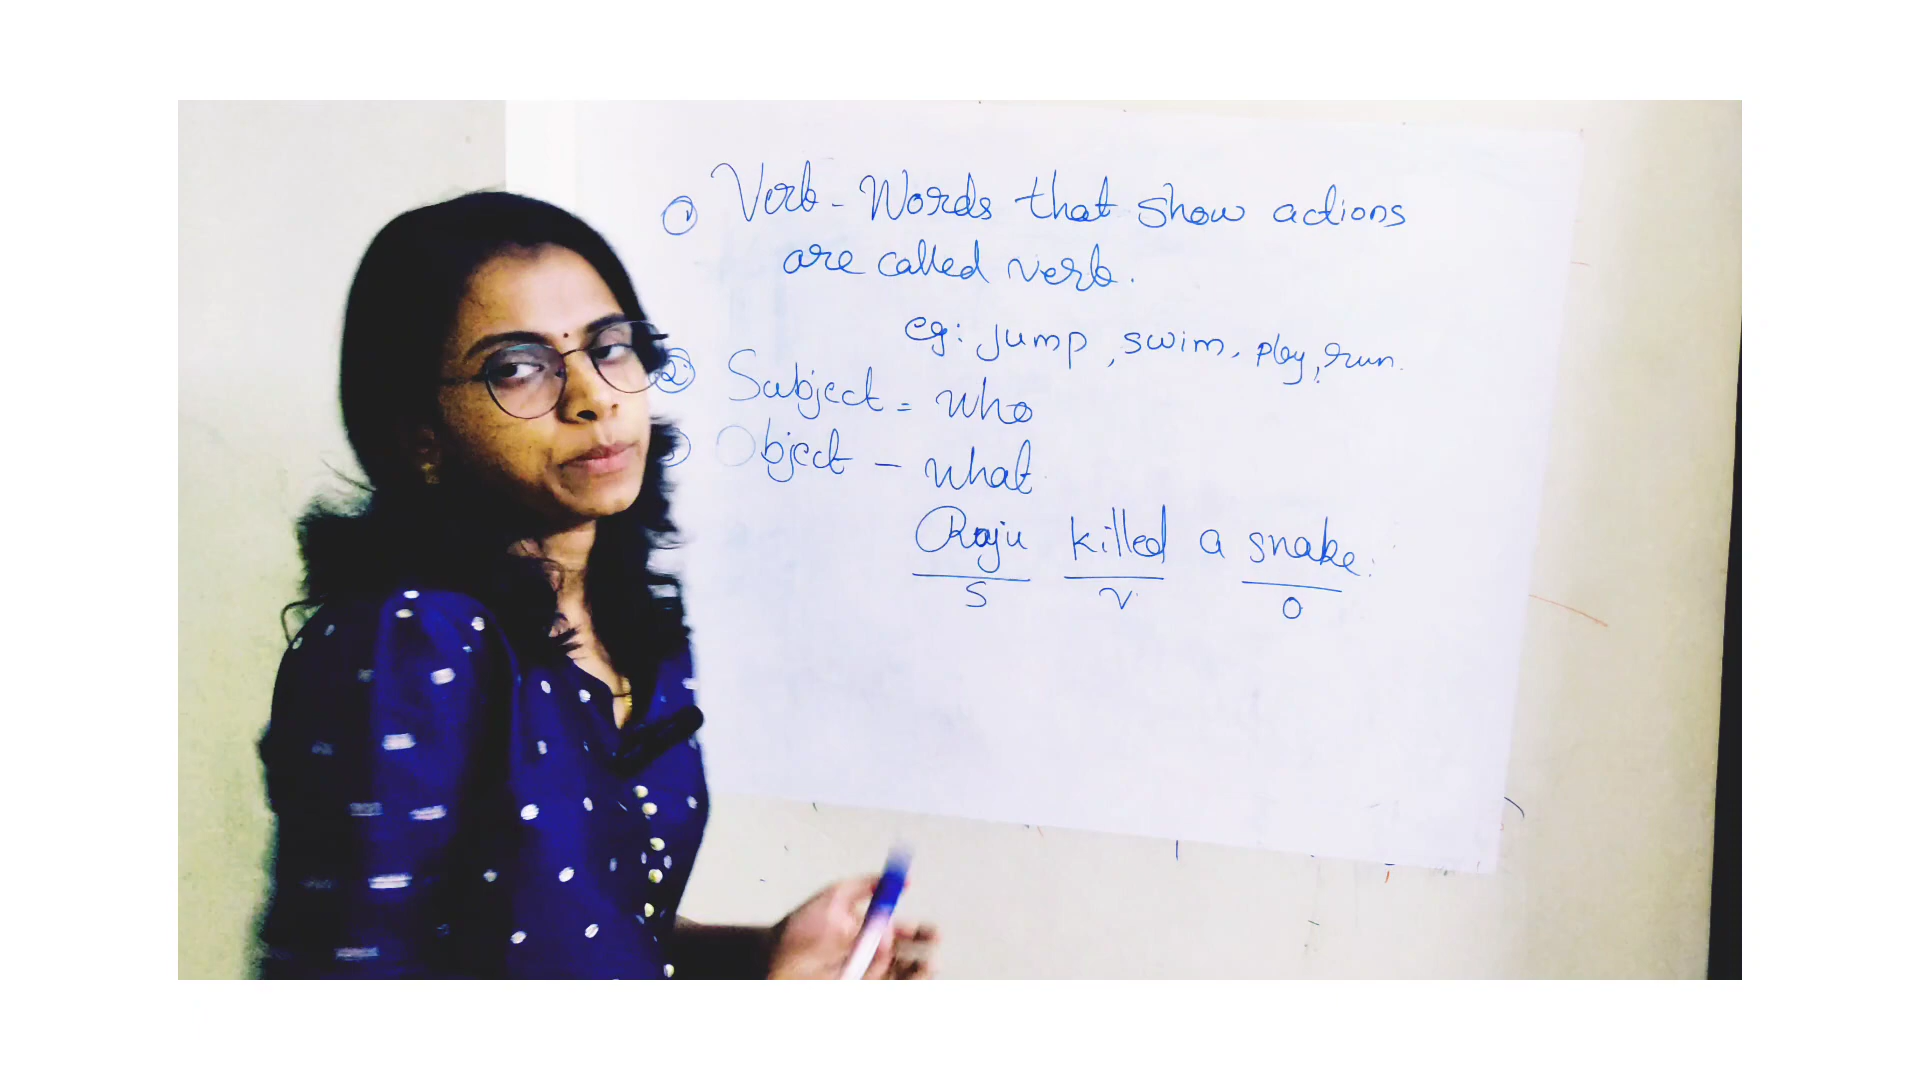 ① Verb - Words that show actions
are called verb.
eg: jump, swim, play, run.
② Subject = who
Object - what
Raju killed a snake.
S V O